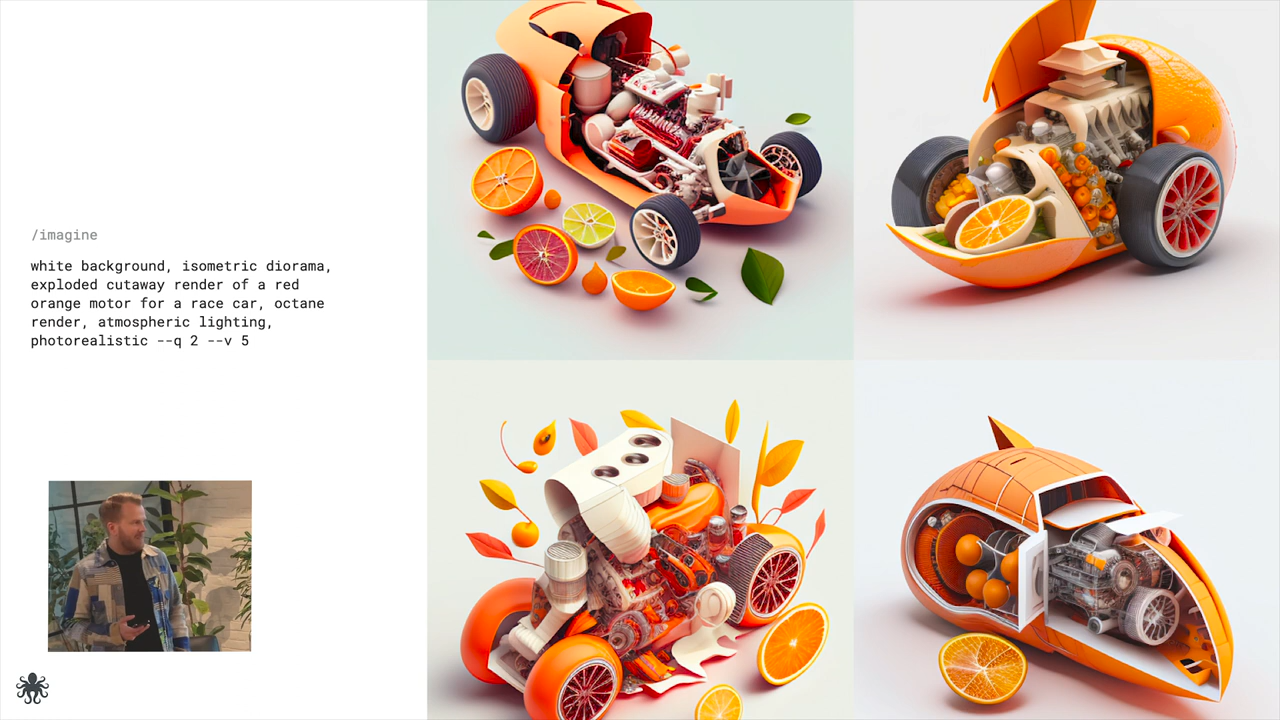 /imagine
white background, isometric diorama,
exploded cutaway render of a red
orange motor for a race car, octane
render, atmospheric lighting,
photorealistic --q 2 --v 5